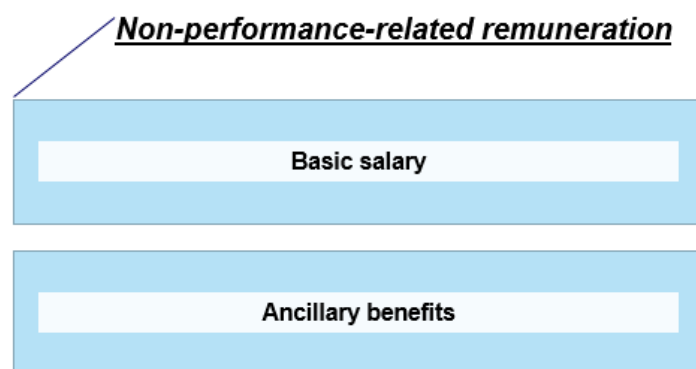 Non-performance-related remuneration
Basic salary
Ancillary benefits